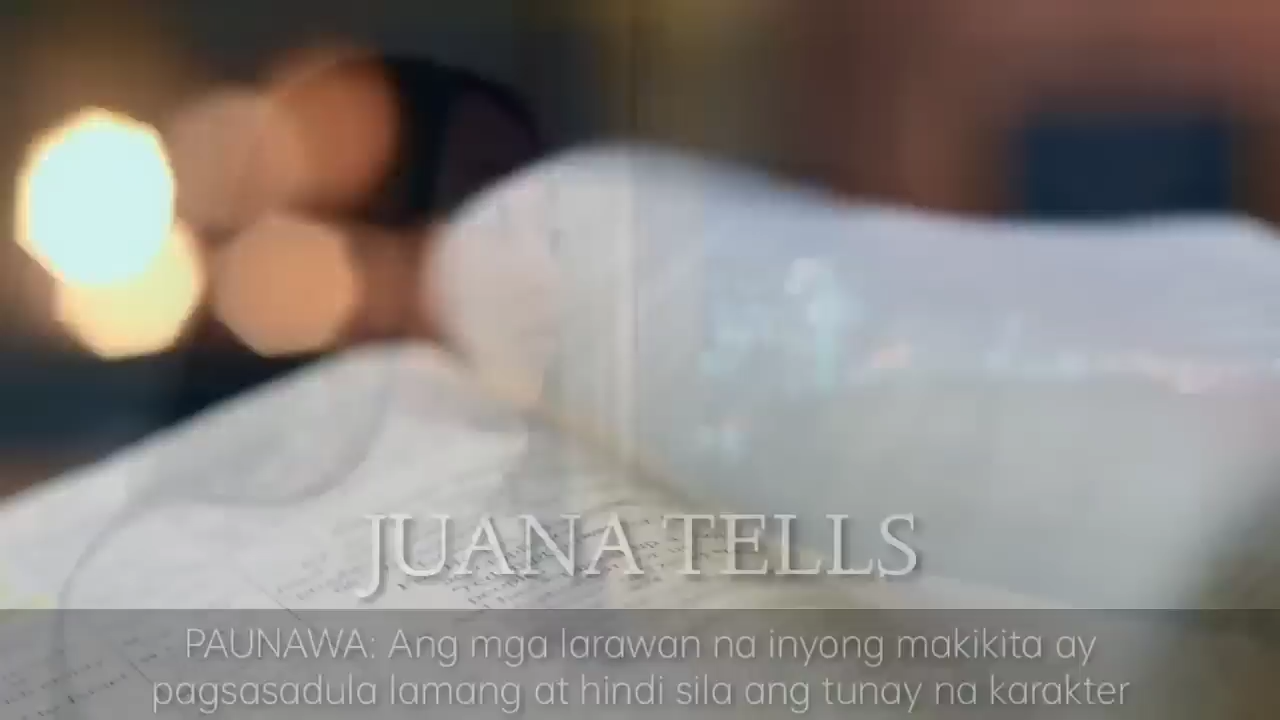 JUANA TELLS
PAUNAWA: Ang mga larawan na inyong makikita ay
pagsasadula lamang at hindi sila ang tunay na karakter